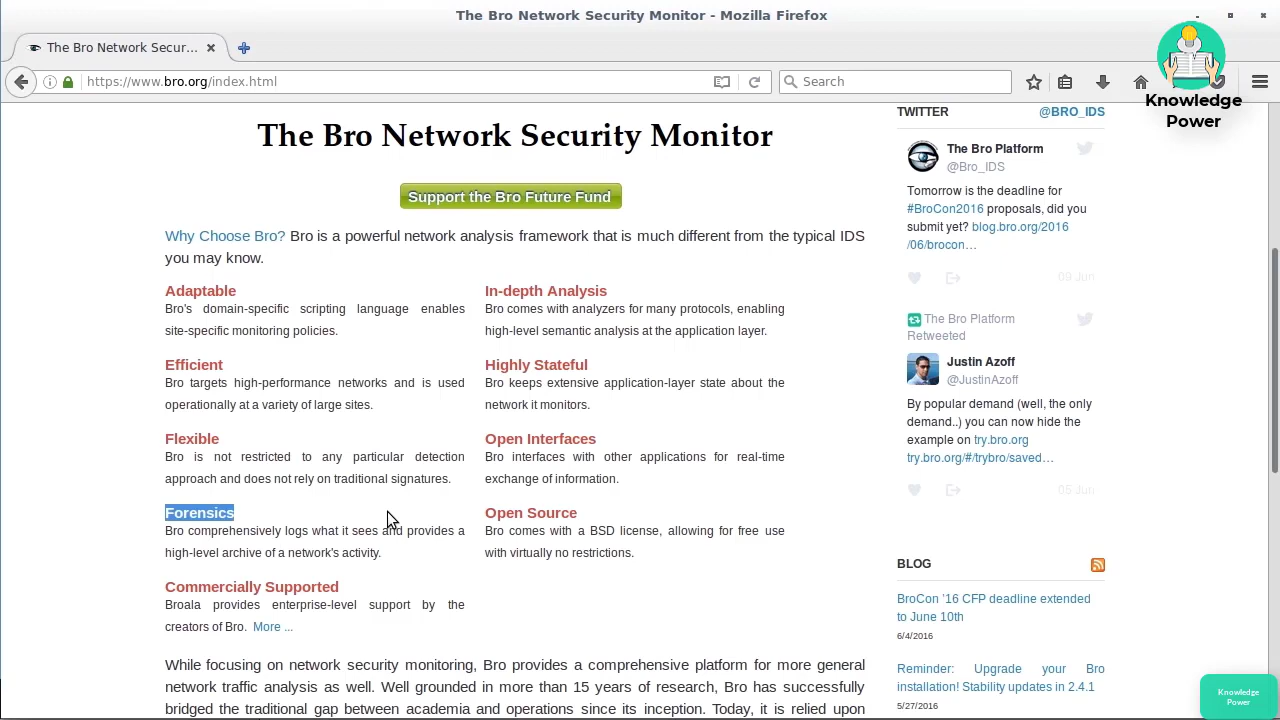 The Bro Network Security Monitor - Mozilla Firefox
The Bro Network Secur...
https://www.bro.org/index.html
Search
Knowledge
Power
The Bro Network Security Monitor
Support the Bro Future Fund
Why Choose Bro? Bro is a powerful network analysis framework that is much different from the typical IDS
you may know.
Adaptable
Bro's domain-specific scripting language enables
site-specific monitoring policies.
In-depth Analysis
Bro comes with analyzers for many protocols, enabling
high-level semantic analysis at the application layer.
Efficient
Bro targets high-performance networks and is used
operationally at a variety of large sites.
Highly Stateful
Bro keeps extensive application-layer state about the
network it monitors.
Flexible
Bro is not restricted to any particular detection
approach and does not rely on traditional signatures.
Open Interfaces
Bro interfaces with other applications for real-time
exchange of information.
Forensics
Bro comprehensively logs what it sees and provides a
high-level archive of a network's activity.
Open Source
Bro comes with a BSD license, allowing for free use
with virtually no restrictions.
Commercially Supported
Broala provides enterprise-level support by the
creators of Bro. More ...
While focusing on network security monitoring, Bro provides a comprehensive platform for more general
network traffic analysis as well. Well grounded in more than 15 years of research, Bro has successfully
bridged the traditional gap between academia and operations since its inception. Today, it is relied upon
TWITTER @BRO_IDS
The Bro Platform
@Bro_IDS
Tomorrow is the deadline for
#BroCon2016 proposals, did you
submit yet? blog.bro.org/2016
/06/brocon…
09 Jun
The Bro Platform
Retweeted
Justin Azoff
@JustinAzoff
By popular demand (well, the only
demand..) you can now hide the
example on try.bro.org
try.bro.org/#/trybro/saved…
05 Jun
BLOG
BroCon '16 CFP deadline extended
to June 10th
6/4/2016
Reminder: Upgrade your Bro
installation! Stability updates in 2.4.1
5/27/2016
Knowledge
Power